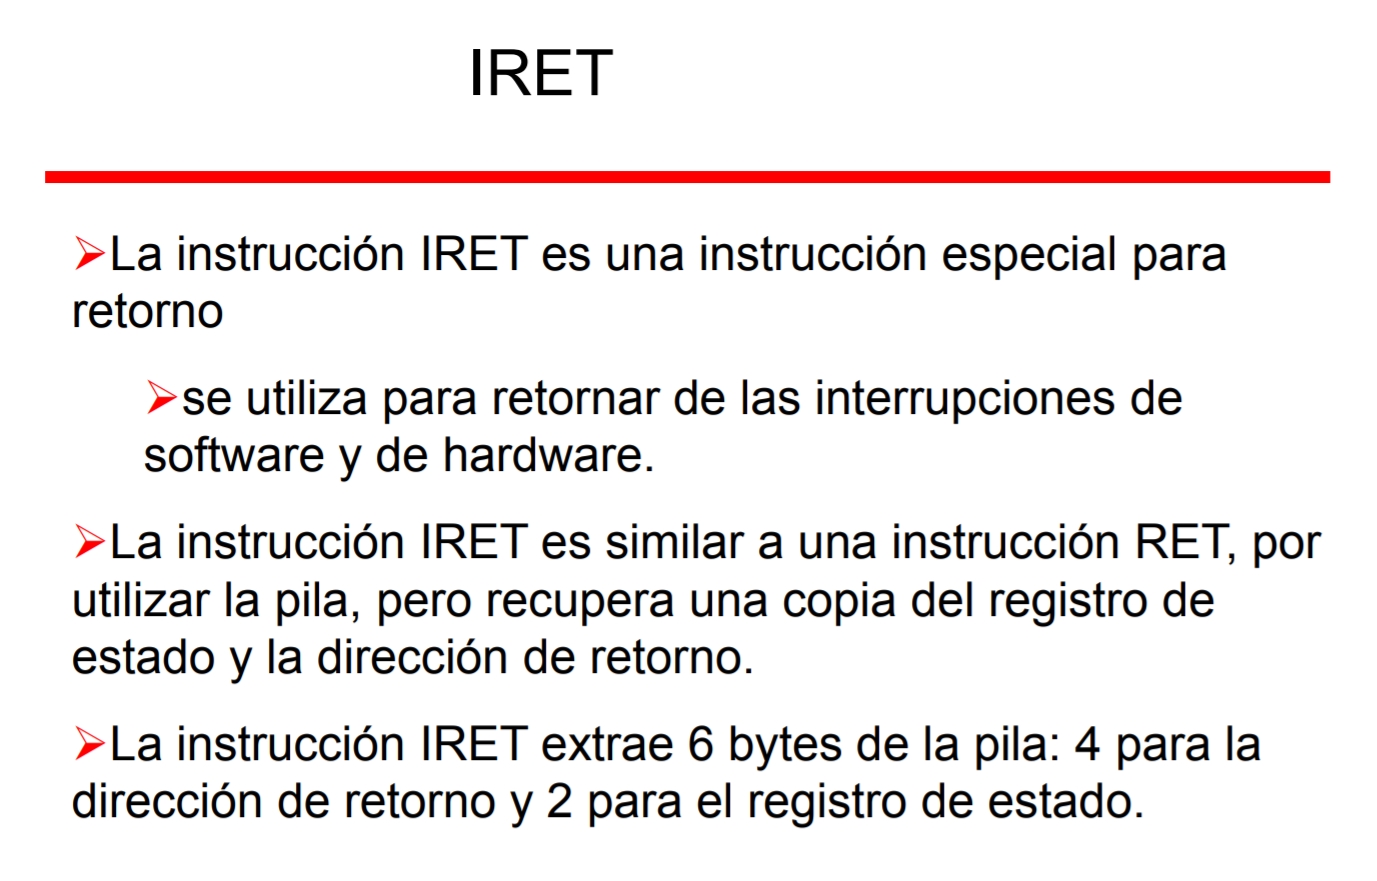 IRET
➢La instrucción IRET es una instrucción especial para
retorno
➢se utiliza para retornar de las interrupciones de
software y de hardware.
➢La instrucción IRET es similar a una instrucción RET, por
utilizar la pila, pero recupera una copia del registro de
estado y la dirección de retorno.
➢La instrucción IRET extrae 6 bytes de la pila: 4 para la
dirección de retorno y 2 para el registro de estado.